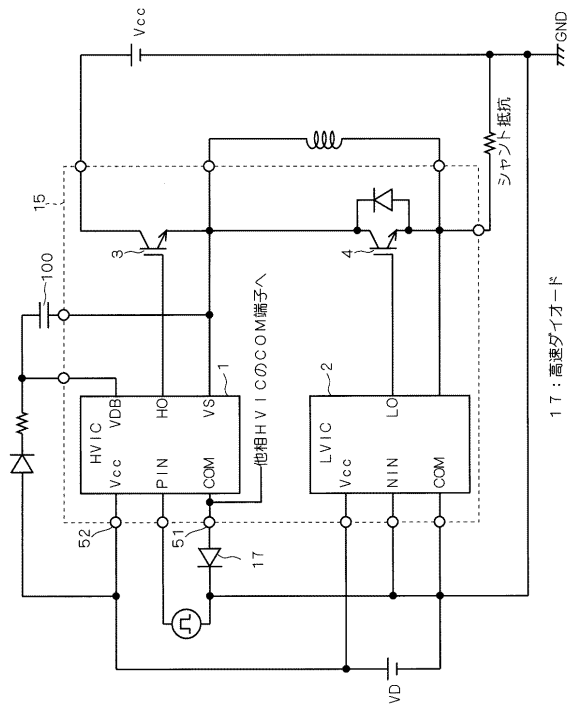 Vcc
GND
シャント抵抗
15
3
4
100
他相HVICのCOM端子へ
1
HVIC
Vcc
VDB
PIN
HO
COM
VS
2
LVIC
Vcc
NIN
LO
COM
52
51
17
VD
17：高速ダイオード